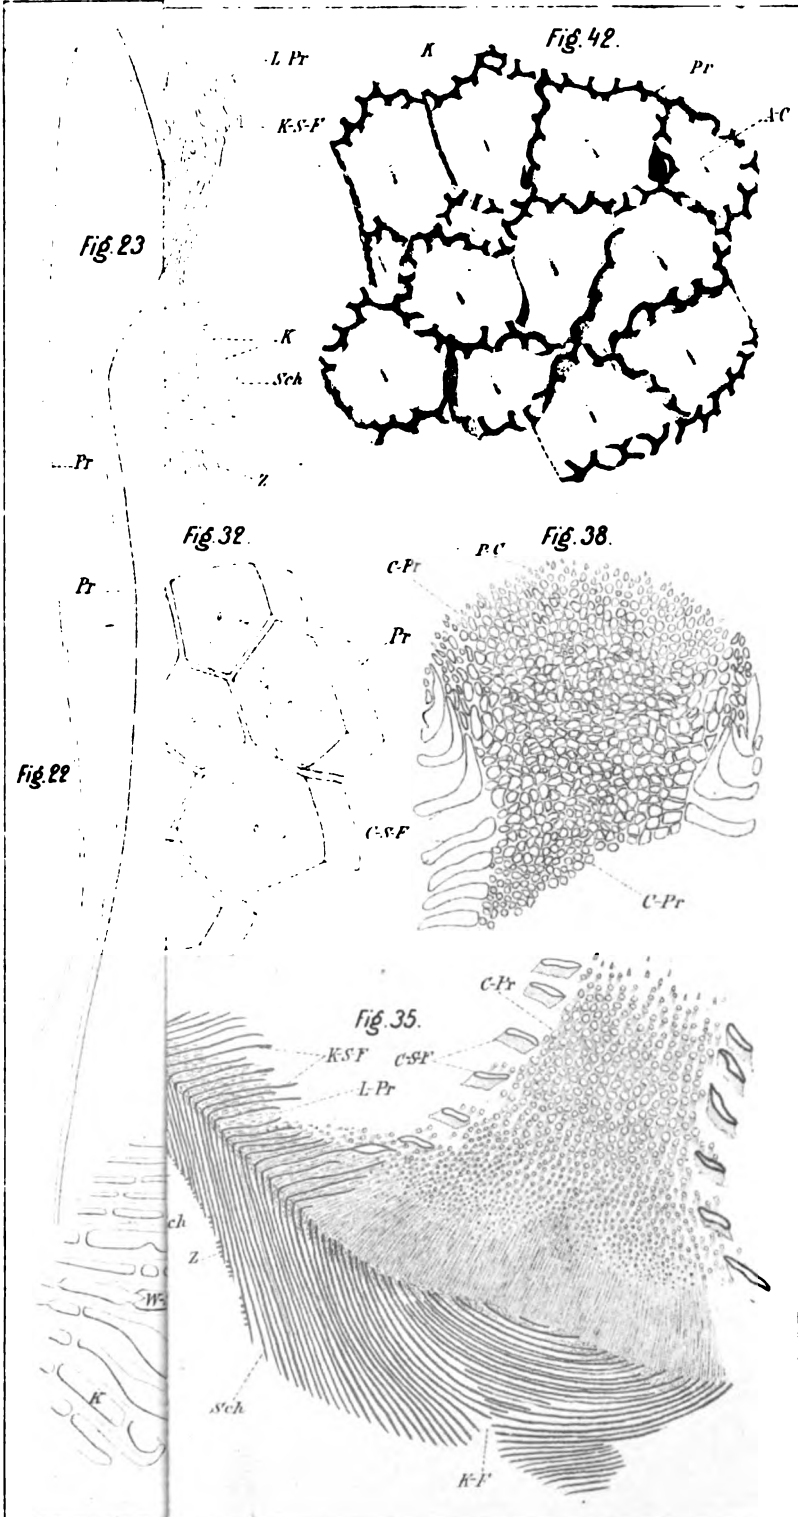 Fig. 42.
L-Pr
K
Pr
A-C
K-S-F
Fig. 23
K
Sch
Pr
Z
Fig. 32.
Fig. 38.
P-C
C-Pr
Pr
Pr
Fig. 22
C-S-F
C-Pr
C-Pr
Fig. 35.
K-S-F
C-S-F
L-Pr
ch
Z
W-
K
Sch
K-F